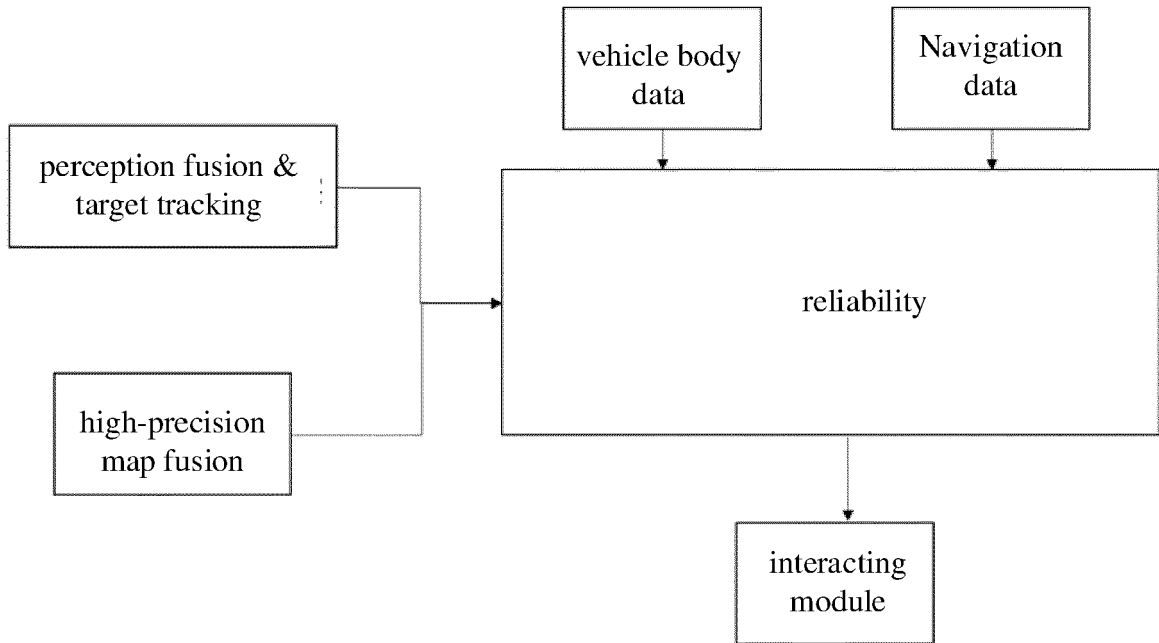 vehicle body
data
Navigation
data
perception fusion &
target tracking
reliability
high-precision
map fusion
interacting
module